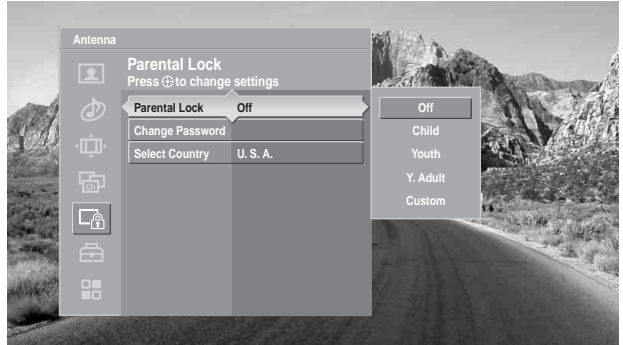 Antenna
Parental Lock
Press to change settings
Parental Lock Off
Change Password
Select Country U. S. A.
Off
Child
Youth
Y. Adult
Custom
Ch